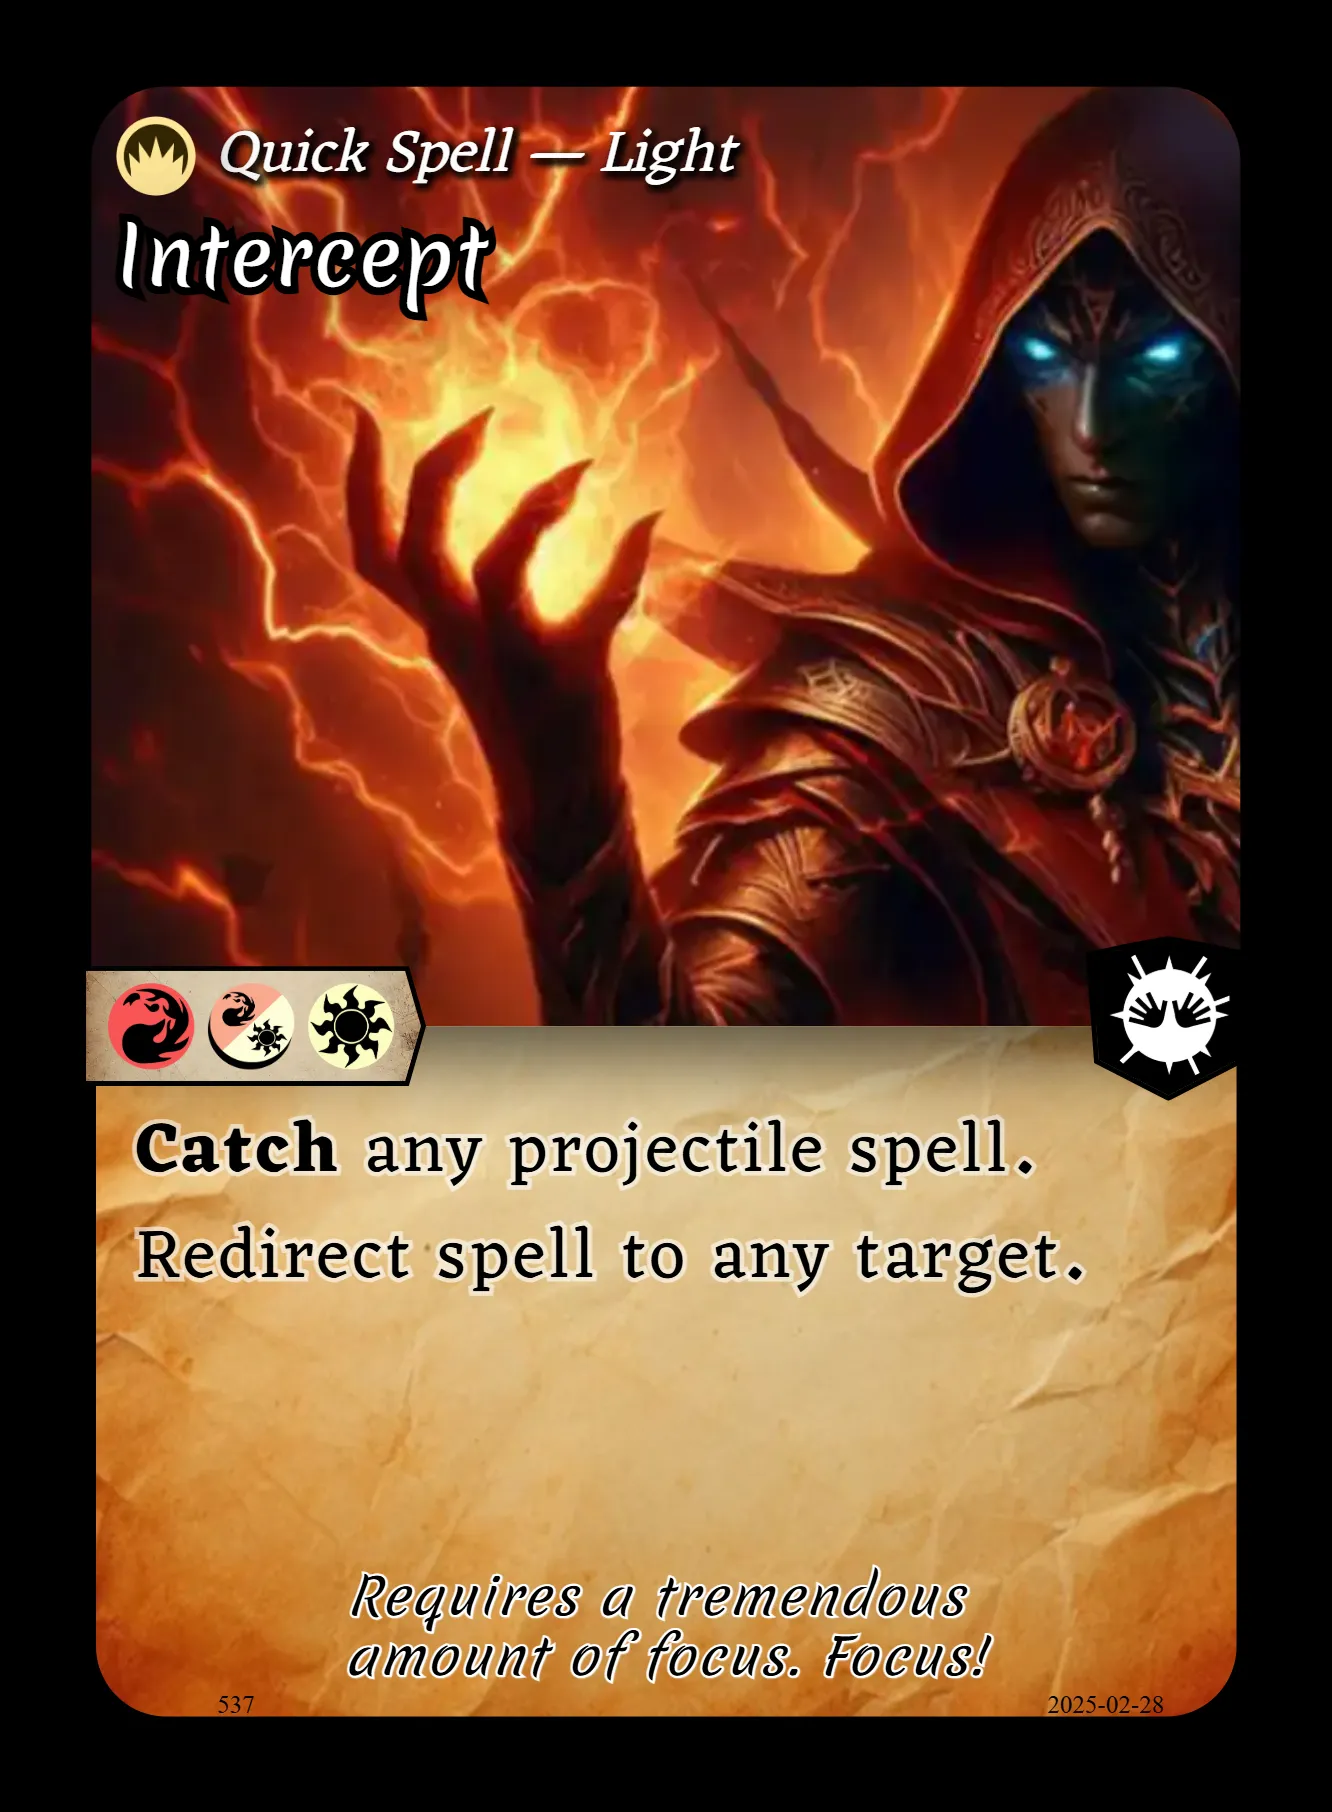 Quick Spell — Light
Intercept
Catch any projectile spell.
Redirect spell to any target.
Requires a tremendous
amount of focus. Focus!
537
2025-02-28